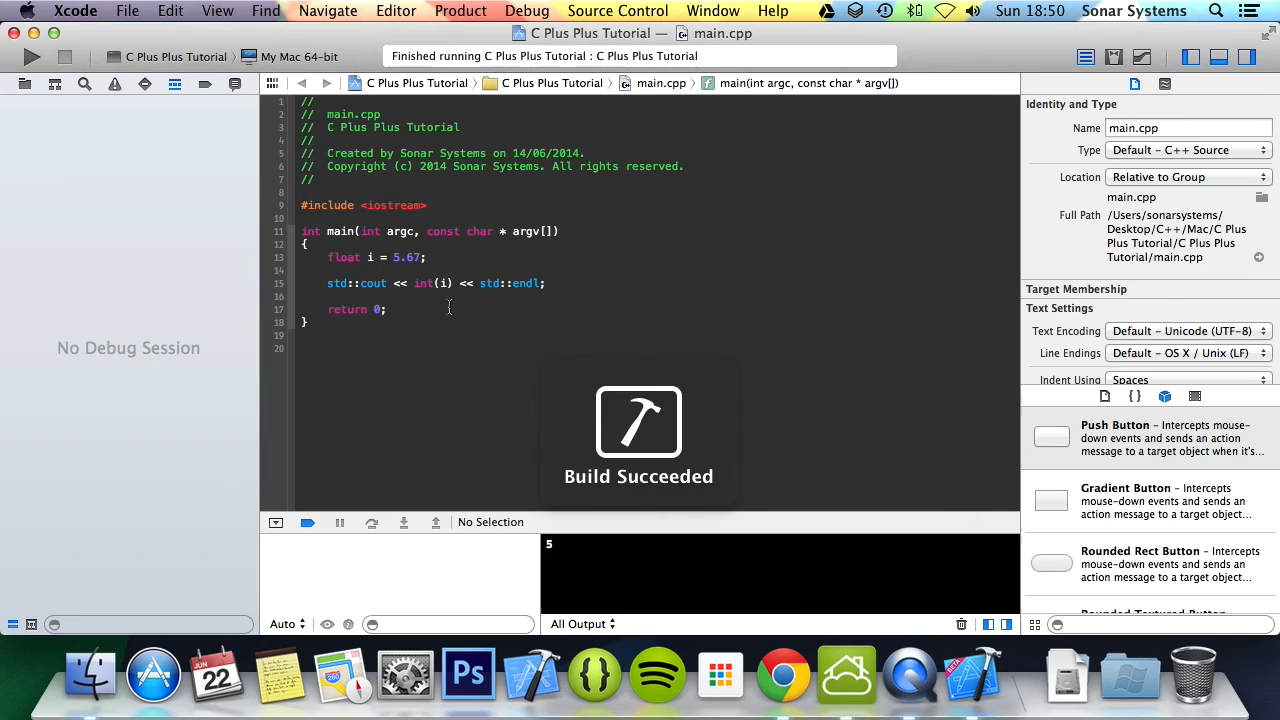 Xcode File Edit View Find Navigate Editor Product Debug Source Control Window Help Sun 18:50 Sonar Systems
C Plus Plus Tutorial — main.cpp
C Plus Plus Tutorial 〉 My Mac 64-bit
Finished running C Plus Plus Tutorial : C Plus Plus Tutorial
C Plus Plus Tutorial 〉 C Plus Plus Tutorial 〉 main.cpp 〉 main(int argc, const char * argv[])
No Debug Session
1 //
2 // main.cpp
3 // C Plus Plus Tutorial
4 //
5 // Created by Sonar Systems on 14/06/2014.
6 // Copyright (c) 2014 Sonar Systems. All rights reserved.
7 //
8
9 #include <iostream>
10
11 int main(int argc, const char * argv[])
12 {
13 float i = 5.67;
14
15 std::cout << int(i) << std::endl;
16
17 return 0;
18 }
19
20
Build Succeeded
No Selection
5
Auto
All Output
Identity and Type
Name main.cpp
Type Default - C++ Source
Location Relative to Group
main.cpp
Full Path /Users/sonarsystems/
Desktop/C++/Mac/C Plus
Plus Tutorial/C Plus Plus
Tutorial/main.cpp
Target Membership
Text Settings
Text Encoding Default - Unicode (UTF-8)
Line Endings Default - OS X / Unix (LF)
Indent Using Spaces
Push Button - Intercepts mouse-
down events and sends an action
message to a target object when it's...
Gradient Button - Intercepts
mouse-down events and sends an
action message to a target object...
Rounded Rect Button - Intercepts
mouse-down events and sends an
action message to a target object...
Rounded Textured Button
JUN
22
Ps